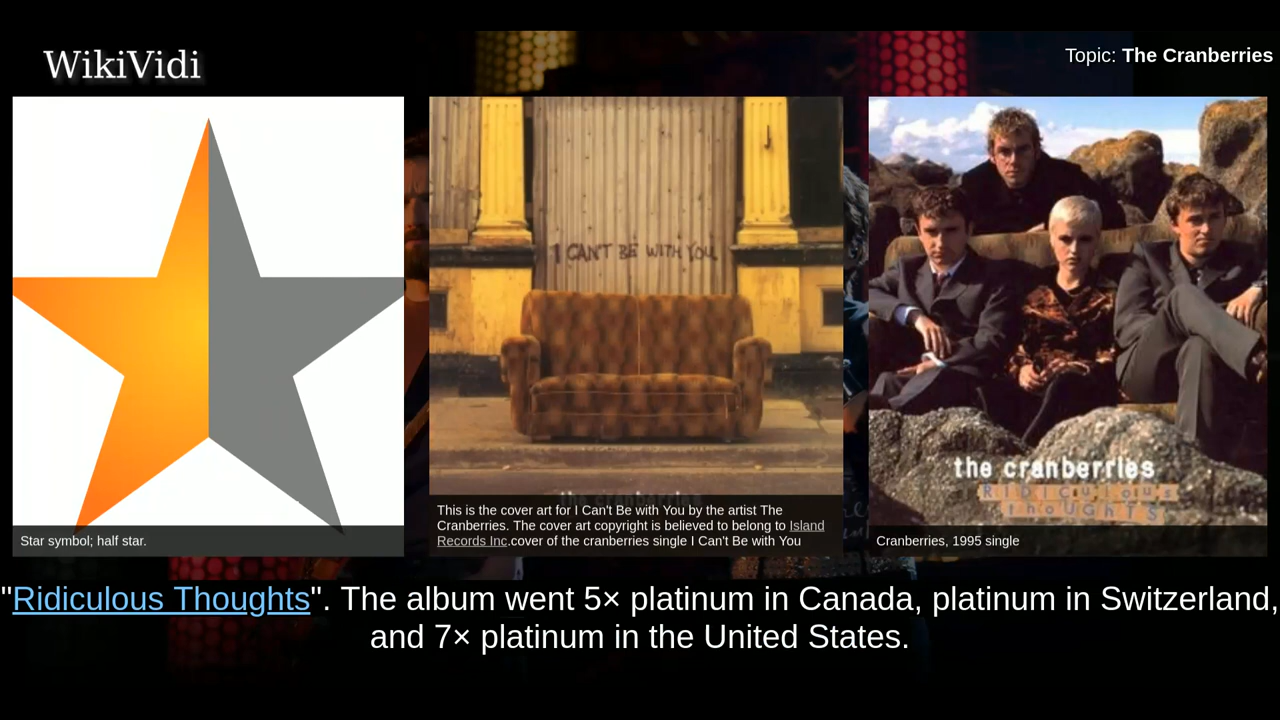 WikiVidi
Topic: The Cranberries
I CAN'T BE WITH YOU
the cranberries
This is the cover art for I Can't Be with You by the artist The
Cranberries. The cover art copyright is believed to belong to Island
Records Inc.cover of the cranberries single I Can't Be with You
the cranberries
RIDICULOUS
THOUGHTS
Star symbol; half star.
Cranberries, 1995 single
"Ridiculous Thoughts". The album went 5× platinum in Canada, platinum in Switzerland,
and 7× platinum in the United States.